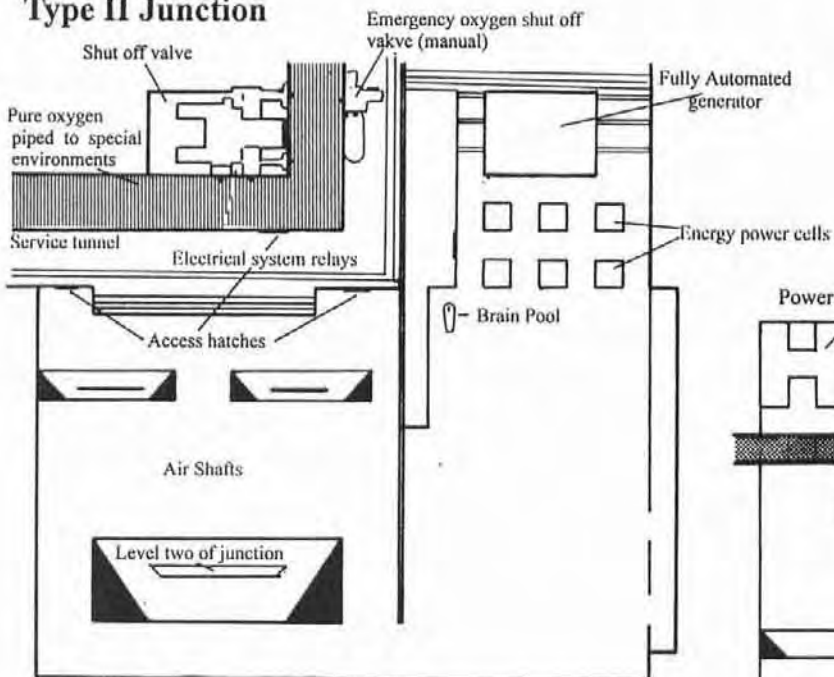 Type II Junction
Emergency oxygen shut off
vakve (manual)
Shut off valve
Fully Automated
generator
Pure oxygen
piped to special
environments
Service tunnel
Electrical system relays
Energy power cells
Power
Brain Pool
Access hatches
Air Shafts
Level two of junction